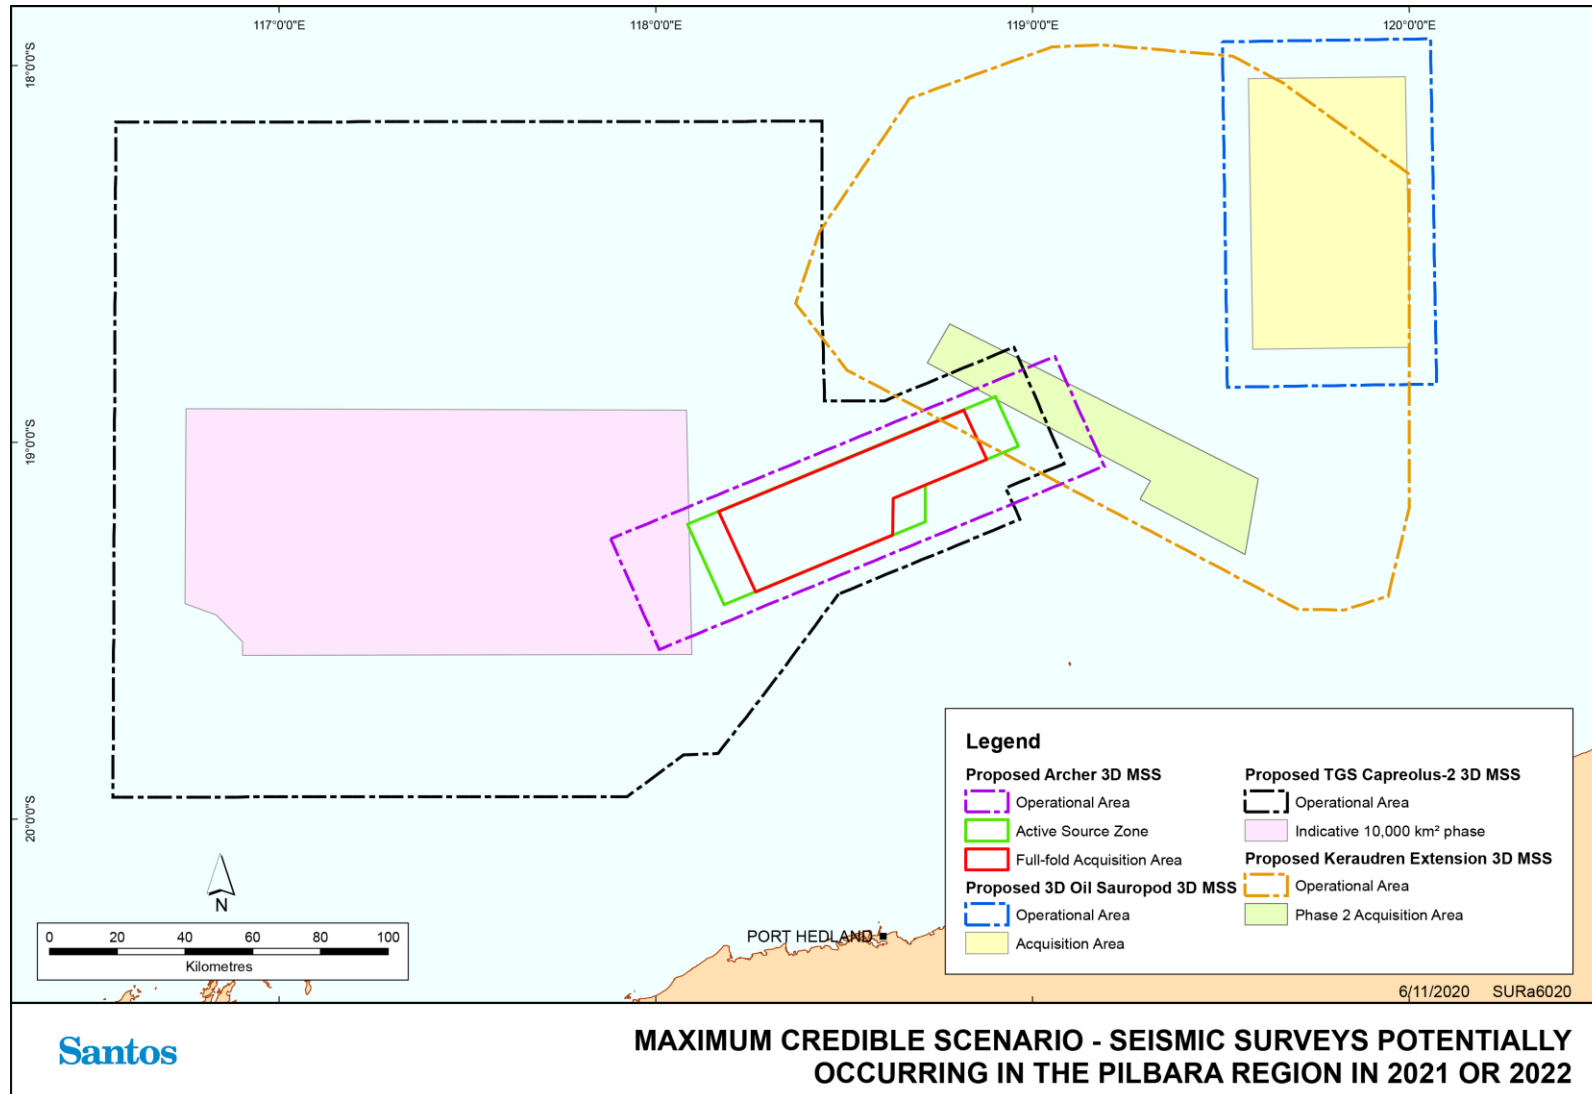 117°0'0"E
118°0'0"E
119°0'0"E
120°0'0"E
18°0'0"S
19°0'0"S
20°0'0"S
N
0 20 40 60 80 100
Kilometres
PORT HEDLAND
Legend
Proposed Archer 3D MSS
Operational Area
Active Source Zone
Full-fold Acquisition Area
Proposed 3D Oil Sauropod 3D MSS
Operational Area
Acquisition Area
Proposed TGS Capreolus-2 3D MSS
Operational Area
Indicative 10,000 km² phase
Proposed Keraudren Extension 3D MSS
Operational Area
Phase 2 Acquisition Area
6/11/2020 SURa6020
Santos
MAXIMUM CREDIBLE SCENARIO - SEISMIC SURVEYS POTENTIALLY
OCCURRING IN THE PILBARA REGION IN 2021 OR 2022